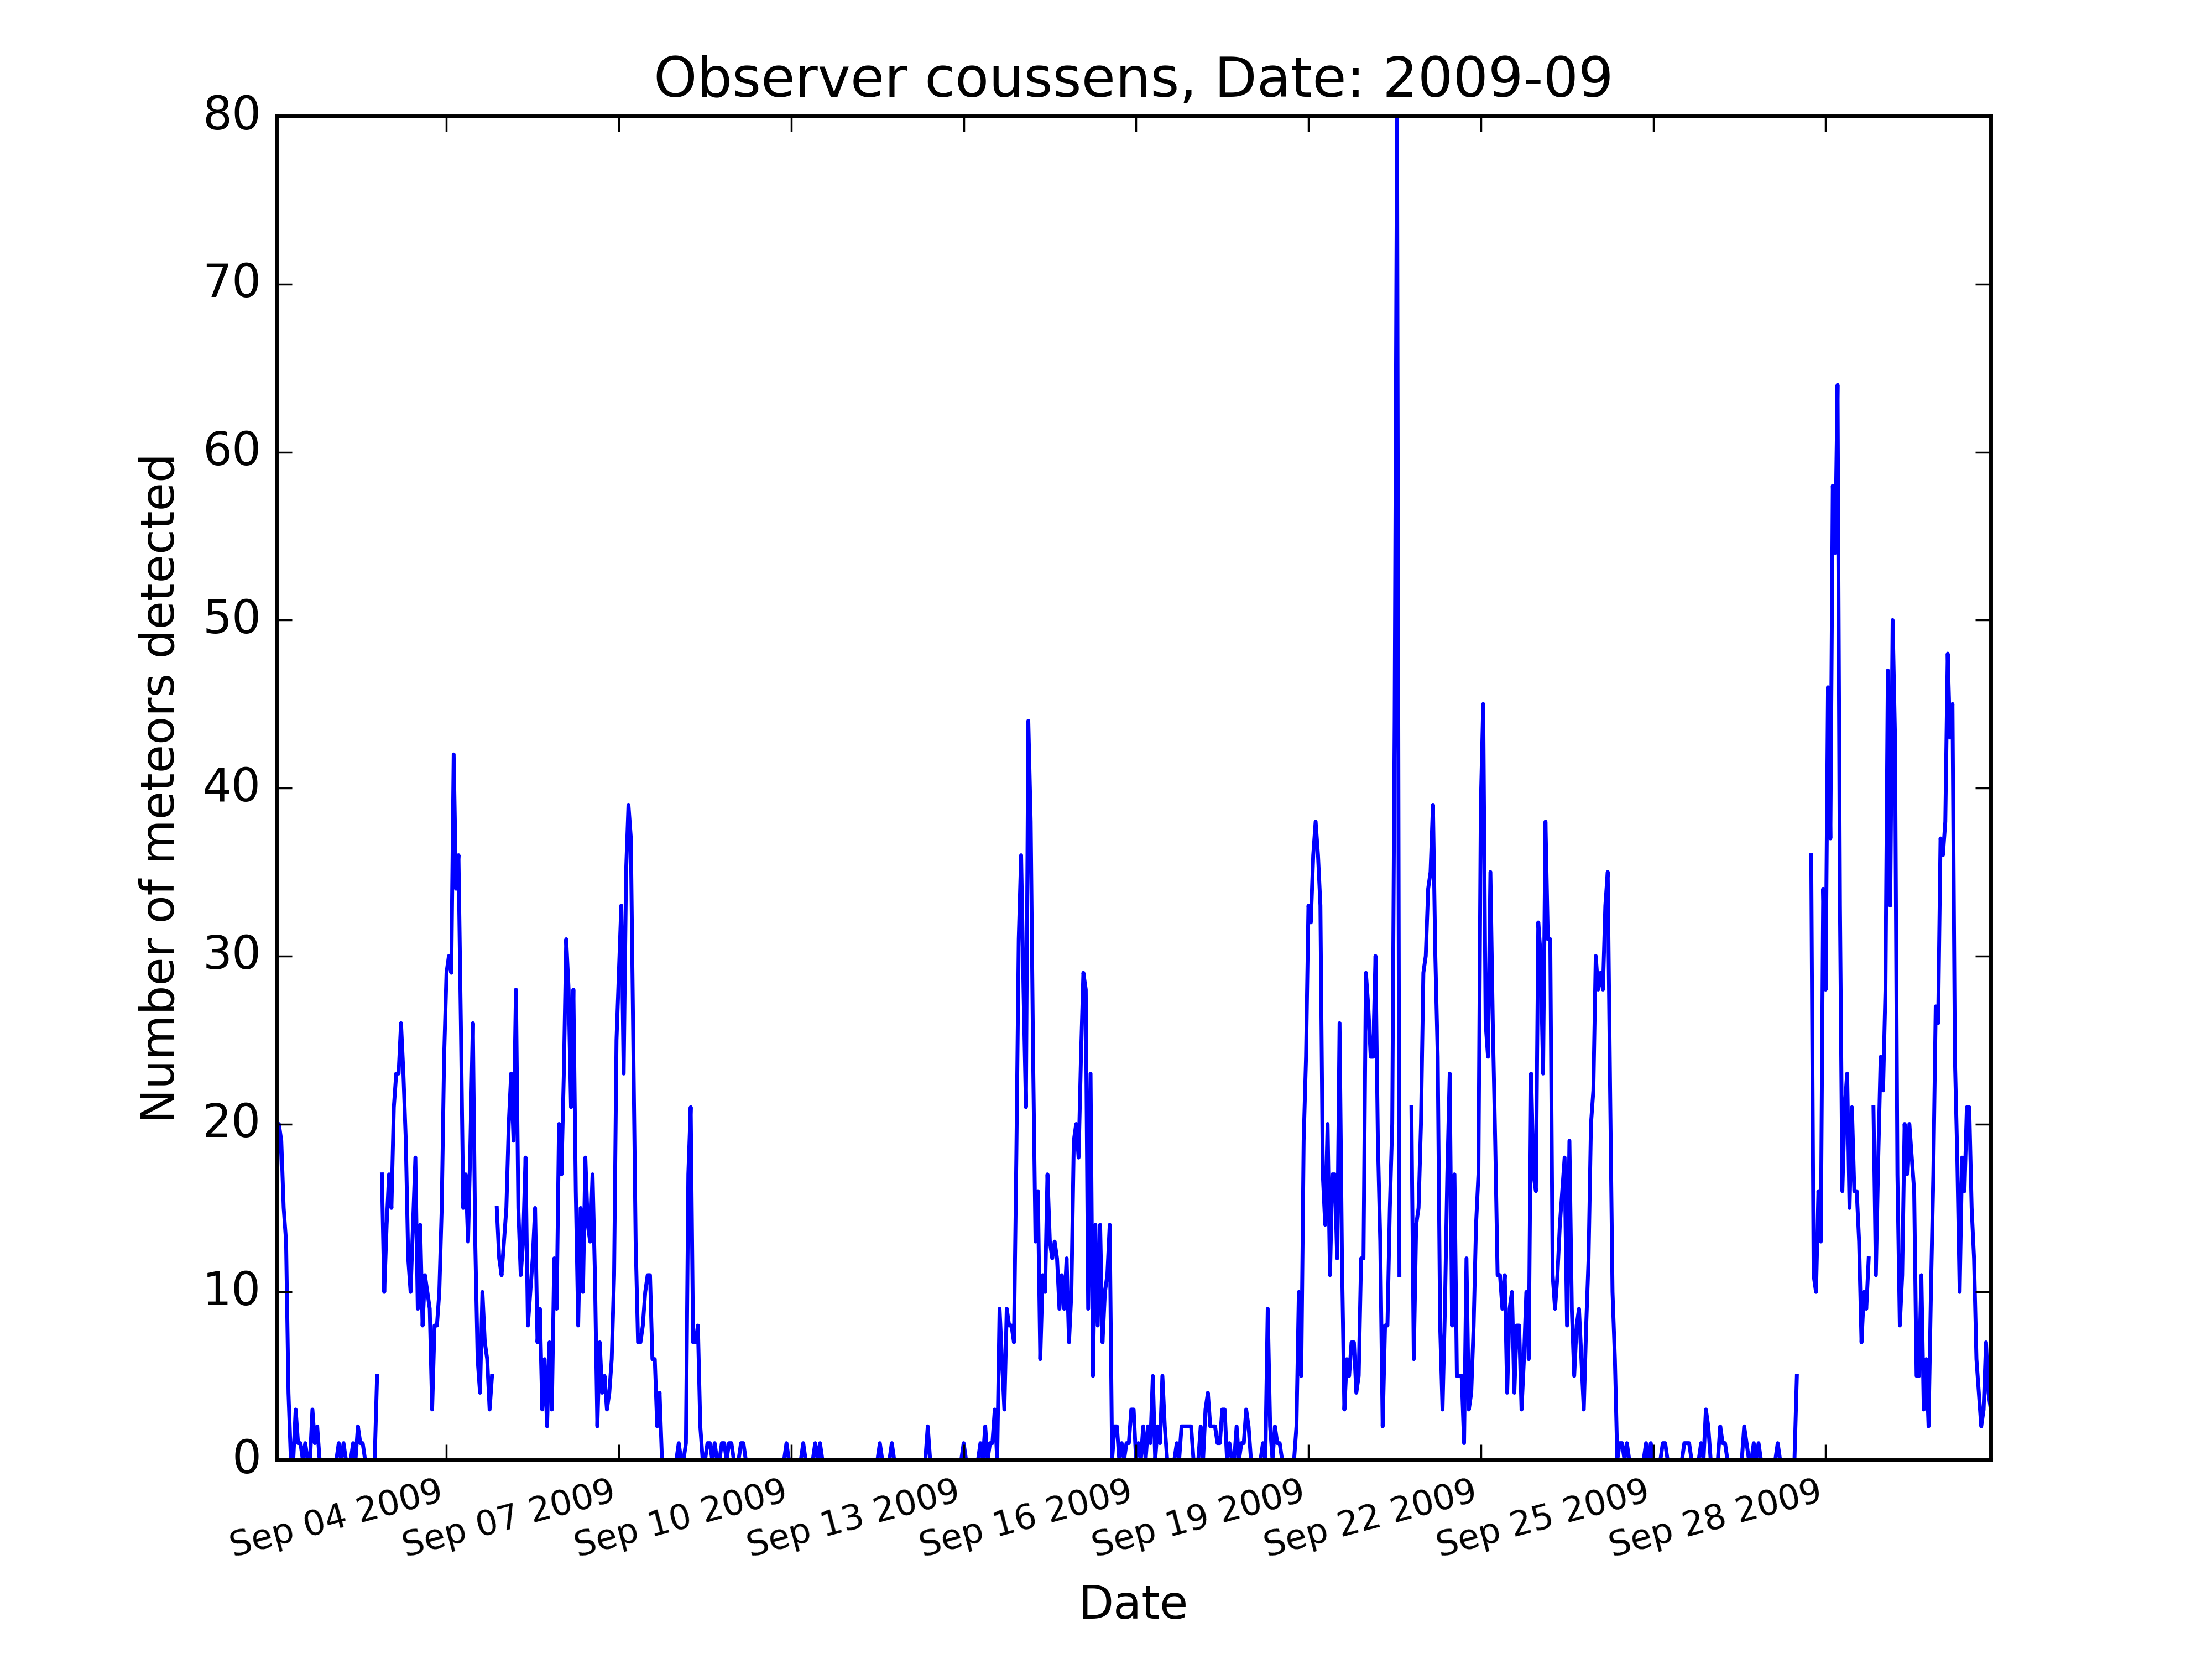 Observer coussens, Date: 2009-09
80
70
60
50
40
30
20
10
0
Number of meteors detected
Sep 04 2009
Sep 07 2009
Sep 10 2009
Sep 13 2009
Sep 16 2009
Sep 19 2009
Sep 22 2009
Sep 25 2009
Sep 28 2009
Date